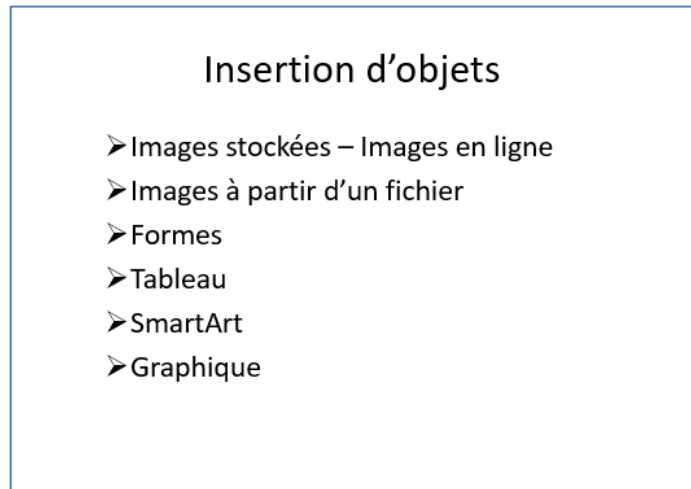 Insertion d’objets
➢Images stockées – Images en ligne
➢Images à partir d’un fichier
➢Formes
➢Tableau
➢SmartArt
➢Graphique